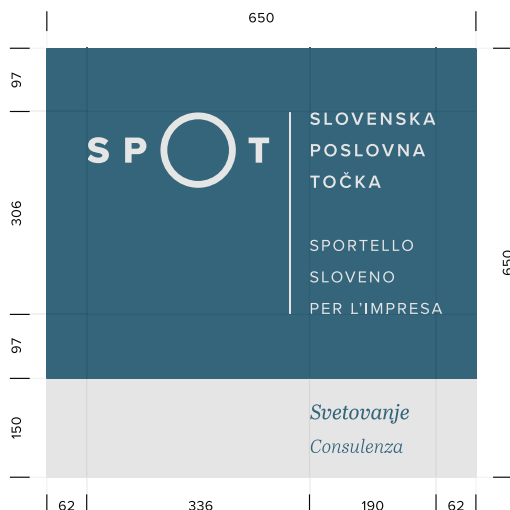 650
97
306
97
150
650
SPOT
SLOVENSKA
POSLOVNA
TOČKA
SPORTELLO
SLOVENO
PER L'IMPRESA
Svetovanje
Consulenza
62
336
190
62